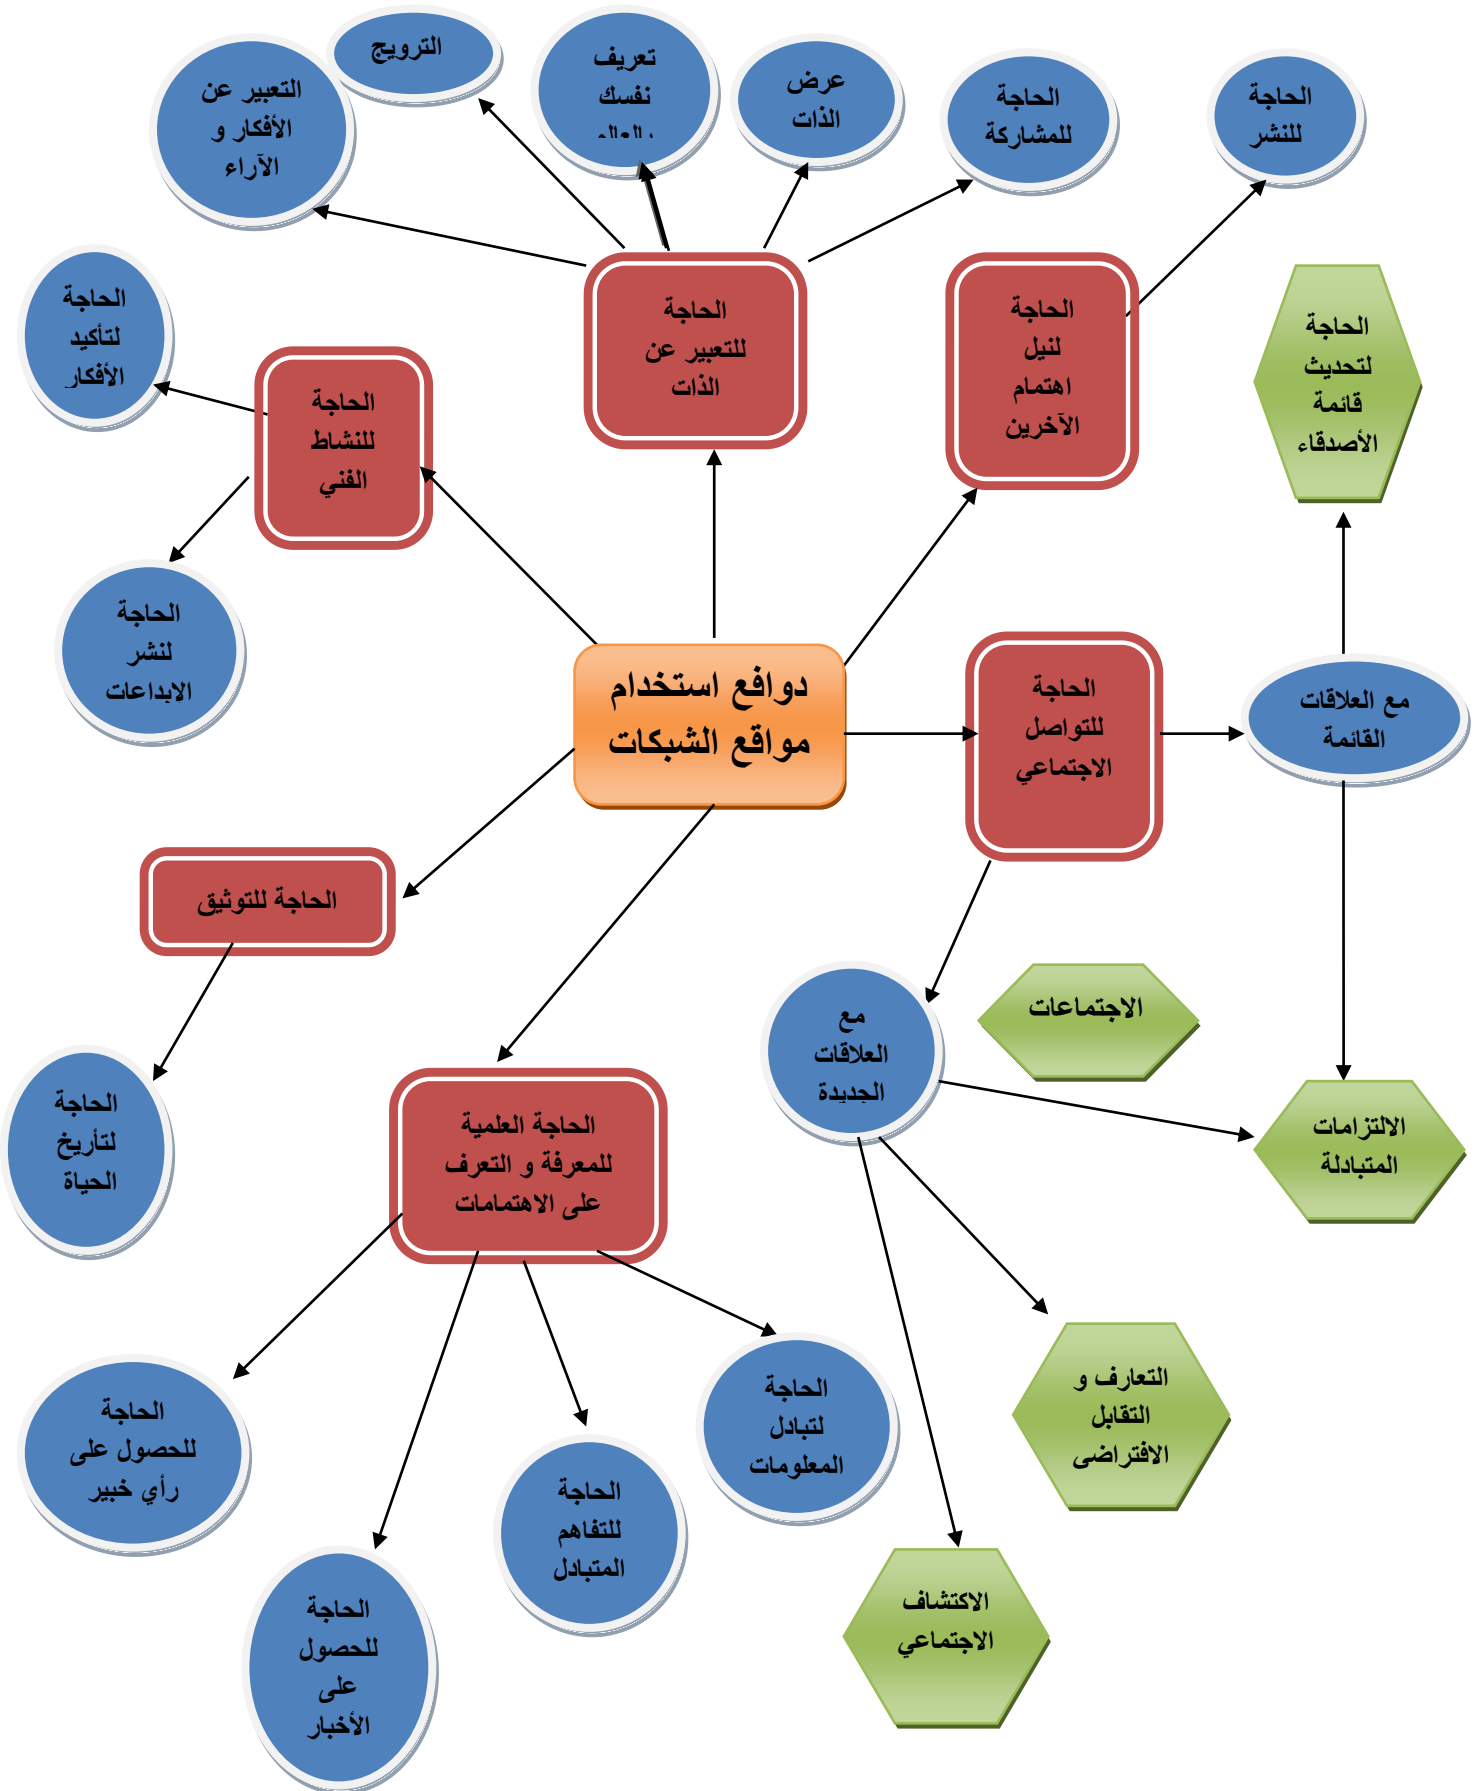 الترويج
تعريف
نفسك
عرض
الذات
الحاجة
للمشاركة
الحاجة
للنشر
التعبير عن
الأفكار و
الآراء
الحاجة
لتأكيد
الأفكار
الحاجة
للنشاط
الفني
الحاجة
للتعبير عن
الذات
الحاجة
لنيل
اهتمام
الآخرين
الحاجة
لتحديث
قائمة
الأصدقاء
الحاجة
لنشر
الابداعات
دوافع استخدام
مواقع الشبكات
الحاجة
للتواصل
الاجتماعي
مع العلاقات
القائمة
الحاجة للتوثيق
مع
العلاقات
الجديدة
الاجتماعات
الالتزامات
المتبادلة
الحاجة
لتأريخ
الحياة
الحاجة العلمية
للمعرفة و التعرف
على الاهتمامات
التعارف و
التقابل
الافتراضى
الحاجة
للحصول على
رأي خبير
الحاجة
للحصول
على
الأخبار
الحاجة
للتفاهم
المتبادل
الحاجة
لتبادل
المعلومات
الاكتشاف
الاجتماعي